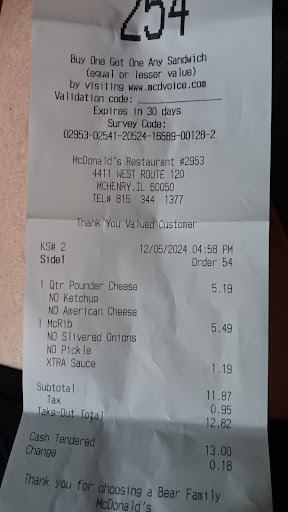 254
Buy One Get One Any Sandwich
(equal or lesser value)
by visiting www.mcdvoice.com
Validation code: ____________
Expires in 30 days
Survey Code:
02953-02541-20524-16589-00128-2
McDonald's Restaurant #2953
4411 WEST ROUTE 120
MCHENRY,IL 60050
TEL# 815 344 1377
Thank You Valued Customer
KS# 2 12/05/2024 04:58 PM
Side1 Order 54
1 Qtr Pounder Cheese 5.19
NO Ketchup
NO American Cheese
1 McRib 5.49
NO Slivered Onions
NO Pickle
XTRA Sauce 1.19
Subtotal 11.87
Tax 0.95
Take-Out Total 12.82
Cash Tendered 13.00
Change 0.18
Thank you for choosing a Bear Family
McDonald's